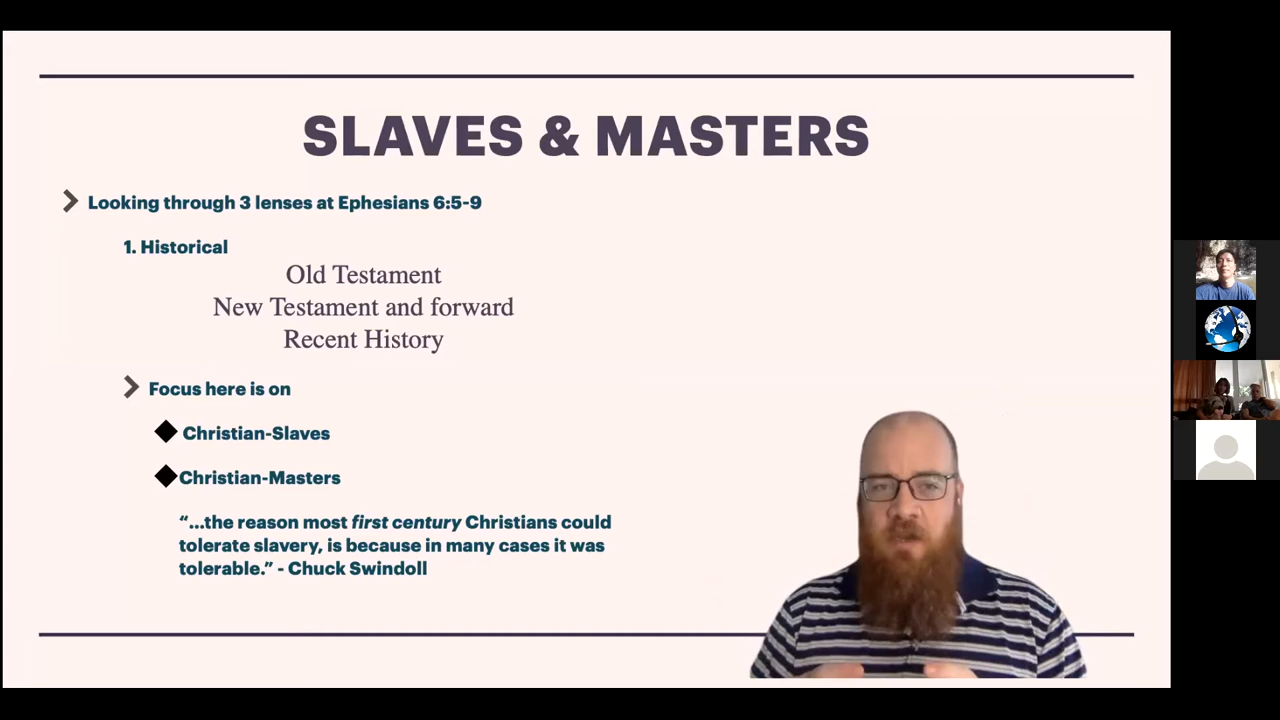 SLAVES & MASTERS
Looking through 3 lenses at Ephesians 6:5-9
1. Historical
Old Testament
New Testament and forward
Recent History
Focus here is on
Christian-Slaves
Christian-Masters
“...the reason most first century Christians could
tolerate slavery, is because in many cases it was
tolerable.” - Chuck Swindoll